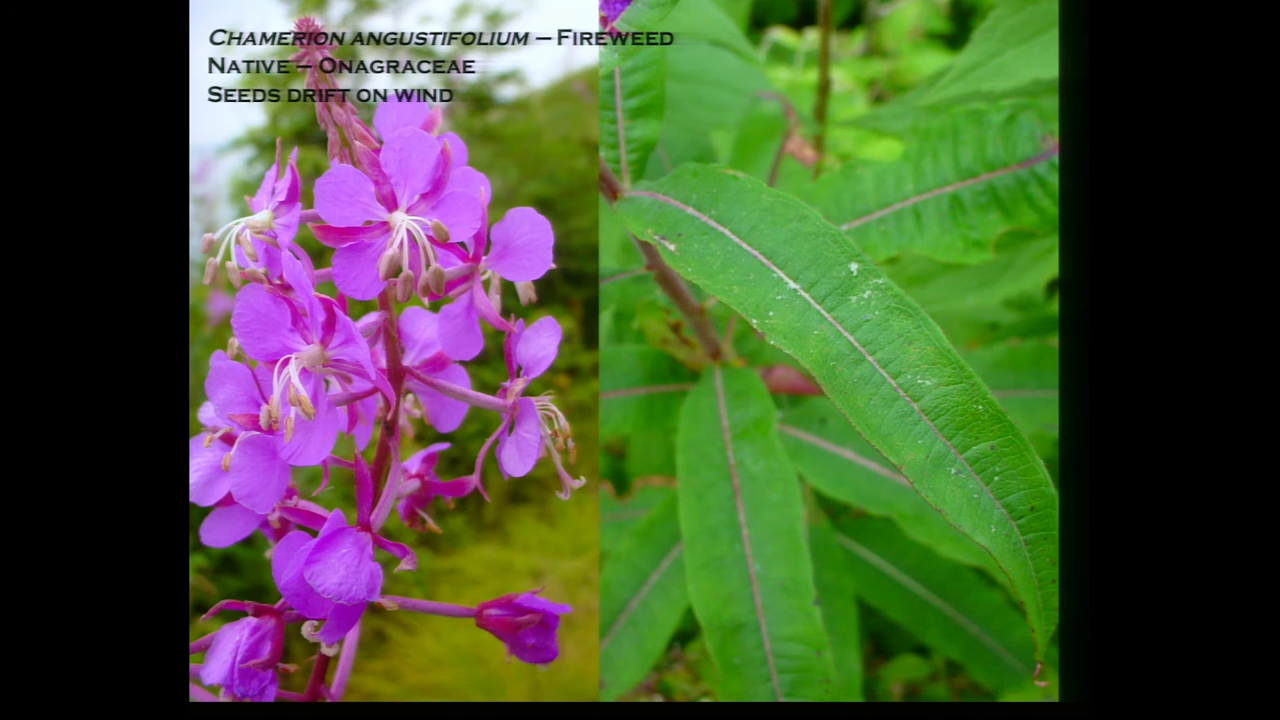 Chamerion angustifolium – Fireweed
Native – Onagraceae
Seeds drift on wind